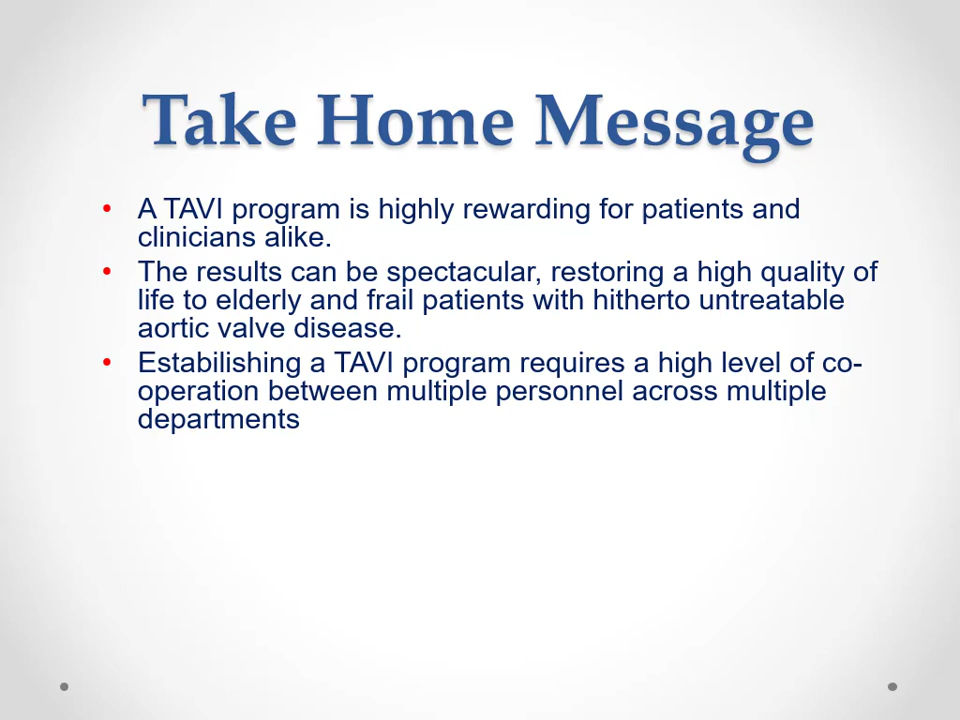 Take Home Message
• A TAVI program is highly rewarding for patients and
clinicians alike.
• The results can be spectacular, restoring a high quality of
life to elderly and frail patients with hitherto untreatable
aortic valve disease.
• Estabilishing a TAVI program requires a high level of co-
operation between multiple personnel across multiple
departments